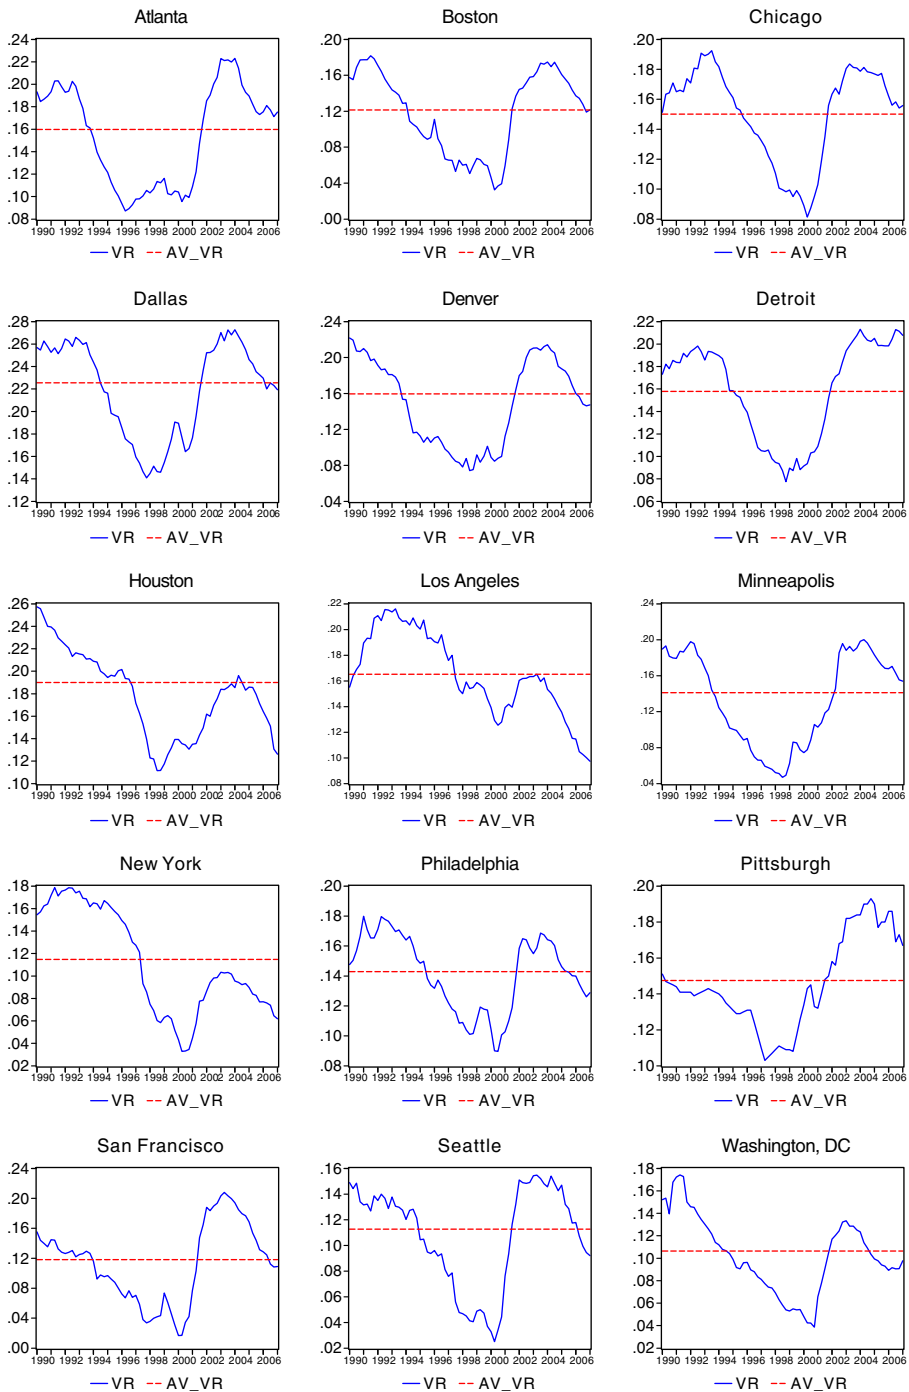 Atlanta Boston Chicago
.24 .20 .20
.22
.20 .16 .18
.18
.16 .12 .16
.14 .08 .14
.12 .04 .12
.10 .10
.08 .00 .08
1990 1992 1994 1996 1998 2000 2002 2004 2006 1990 1992 1994 1996 1998 2000 2002 2004 2006 1990 1992 1994 1996 1998 2000 2002 2004 2006
VR AV_VR VR AV_VR VR AV_VR
Dallas Denver Detroit
.28 .24 .22
.26 .20
.24 .20 .18
.22 .16 .16
.20 .14
.18 .12 .12
.16 .08 .10
.14 .08
.12 .04 .06
1990 1992 1994 1996 1998 2000 2002 2004 2006 1990 1992 1994 1996 1998 2000 2002 2004 2006 1990 1992 1994 1996 1998 2000 2002 2004 2006
VR AV_VR VR AV_VR VR AV_VR
Houston Los Angeles Minneapolis
.26 .22 .24
.24 .20 .20
.22 .18
.20 .16 .16
.18 .14 .12
.16 .12
.14 .10 .08
.12
.10 .08 .04
1990 1992 1994 1996 1998 2000 2002 2004 2006 1990 1992 1994 1996 1998 2000 2002 2004 2006 1990 1992 1994 1996 1998 2000 2002 2004 2006
VR AV_VR VR AV_VR VR AV_VR
New York Philadelphia Pittsburgh
.18 .20 .20
.16 .18 .18
.14 .16
.12 .14 .16
.10 .12 .14
.08 .10 .12
.06
.04
.02 .08 .10
1990 1992 1994 1996 1998 2000 2002 2004 2006 1990 1992 1994 1996 1998 2000 2002 2004 2006 1990 1992 1994 1996 1998 2000 2002 2004 2006
VR AV_VR VR AV_VR VR AV_VR
San Francisco Seattle Washington, DC
.24 .16 .18
.20 .14 .16
.16 .12 .14
.12 .10 .12
.08 .08 .10
.04 .06 .08
.04 .06
.04
.00 .02 .02
1990 1992 1994 1996 1998 2000 2002 2004 2006 1990 1992 1994 1996 1998 2000 2002 2004 2006 1990 1992 1994 1996 1998 2000 2002 2004 2006
VR AV_VR VR AV_VR VR AV_VR